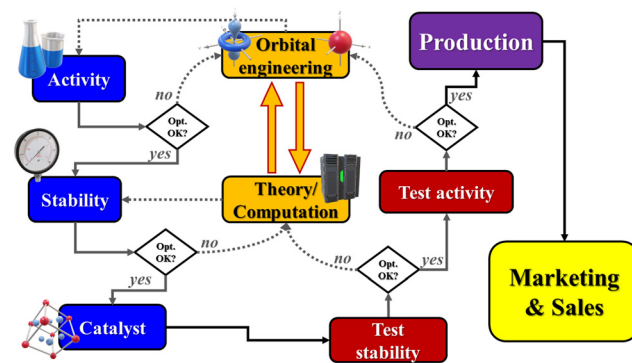 Activity
Orbital
engineering
Production
no
Opt.
OK?
yes
no
Opt.
OK?
yes
Stability
Theory/
Computation
Test activity
Opt.
OK?
no
yes
no
Opt.
OK?
yes
Marketing
& Sales
Catalyst
Test
stability